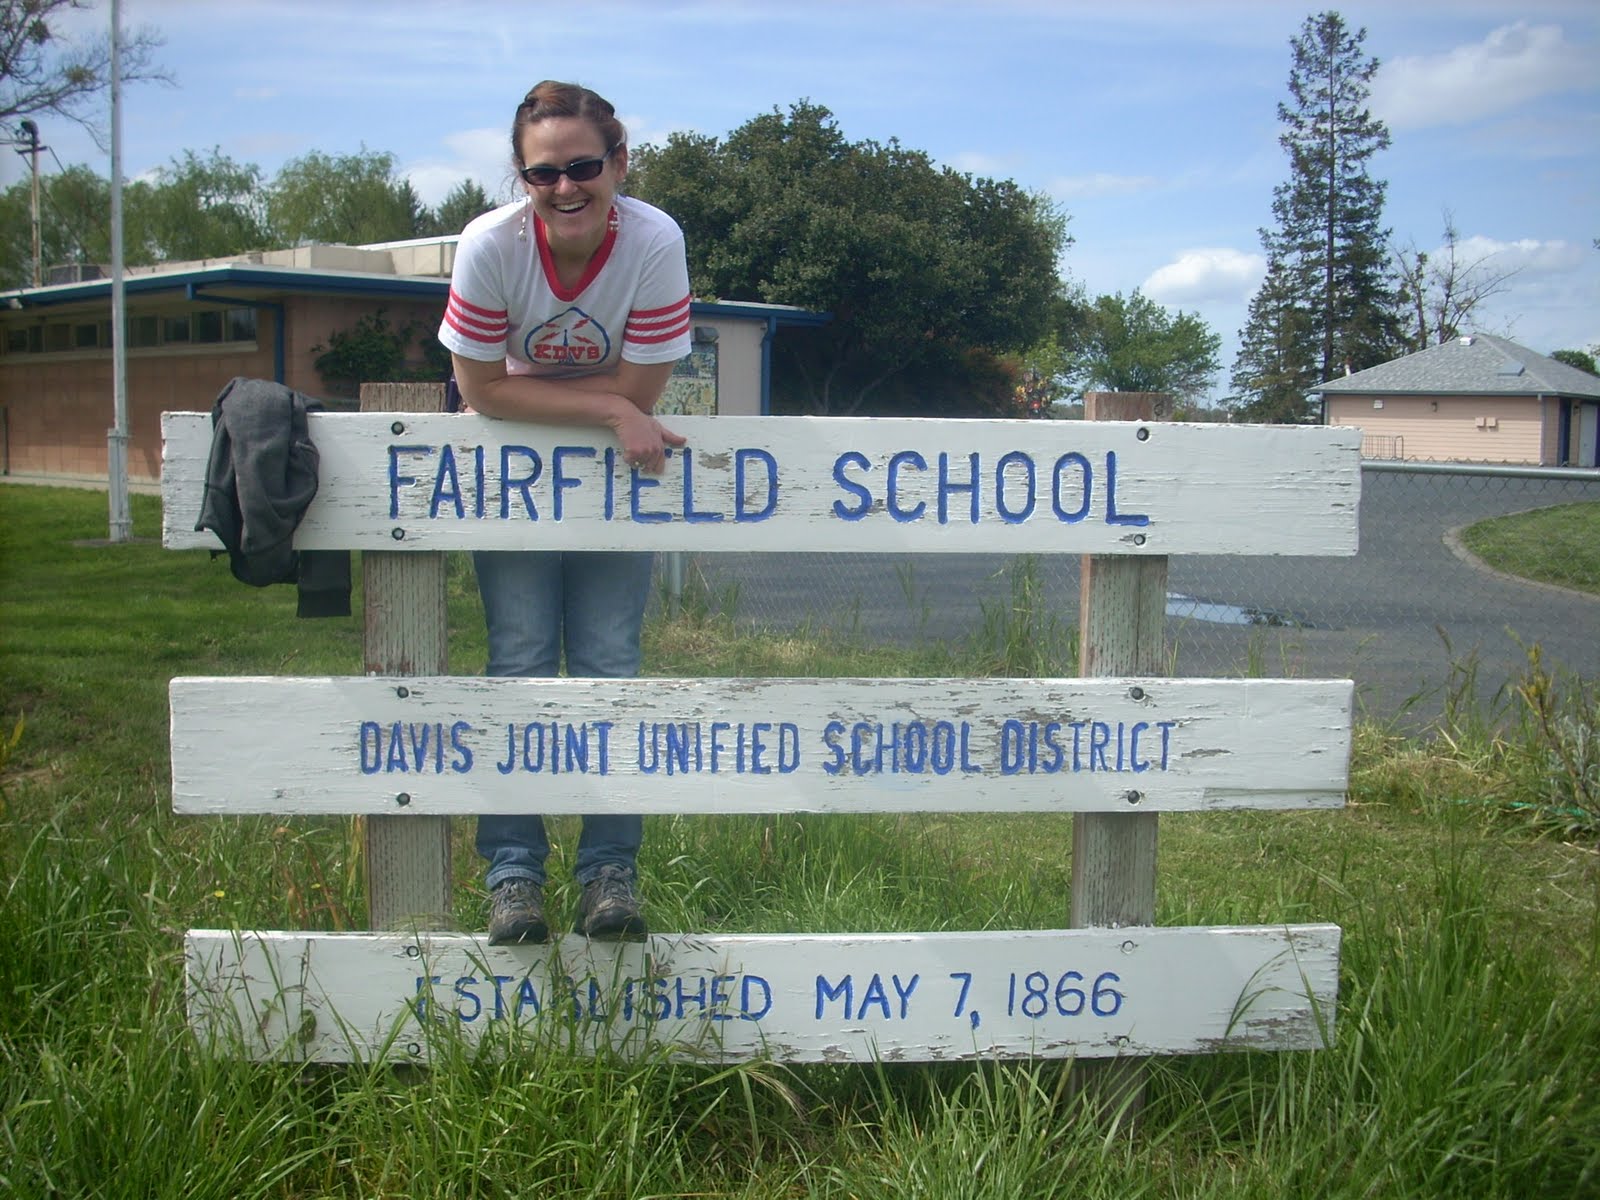 KDVS
FAIRFIELD SCHOOL
DAVIS JOINT UNIFIED SCHOOL DISTRICT
ESTABLISHED MAY 7, 1866